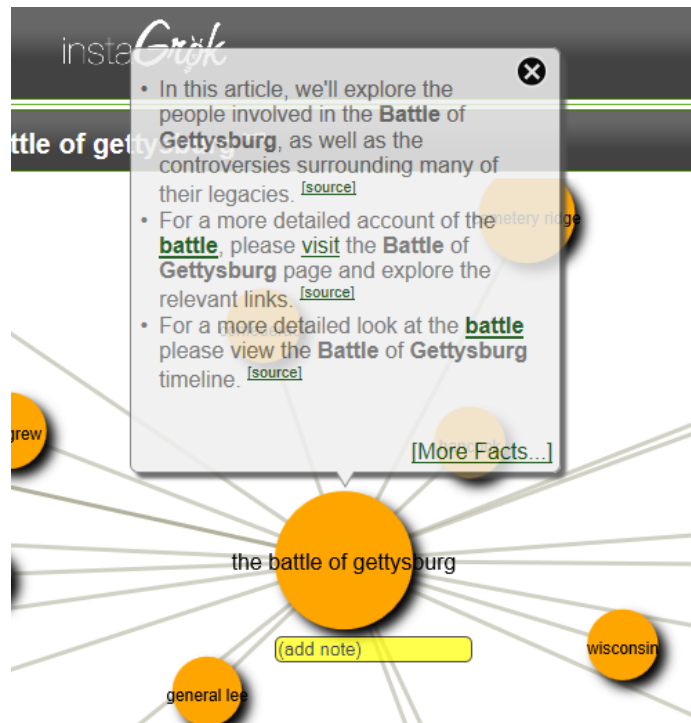 instaGrok
ttle of gettysburg
• In this article, we'll explore the
people involved in the Battle of
Gettysburg, as well as the
controversies surrounding many of
their legacies. [source]
• For a more detailed account of the
battle, please visit the Battle of
Gettysburg page and explore the
relevant links. [source]
• For a more detailed look at the battle
please view the Battle of Gettysburg
timeline. [source]
[More Facts...]
cemetery ridge
grew
the battle of gettysburg
(add note)
wisconsin
general lee